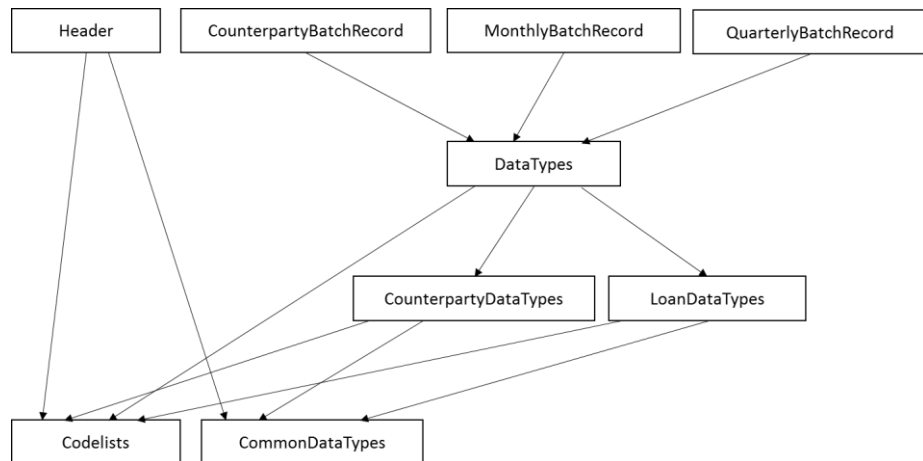 Header
CounterpartyBatchRecord
MonthlyBatchRecord
QuarterlyBatchRecord
DataTypes
CounterpartyDataTypes
LoanDataTypes
Codelists
CommonDataTypes